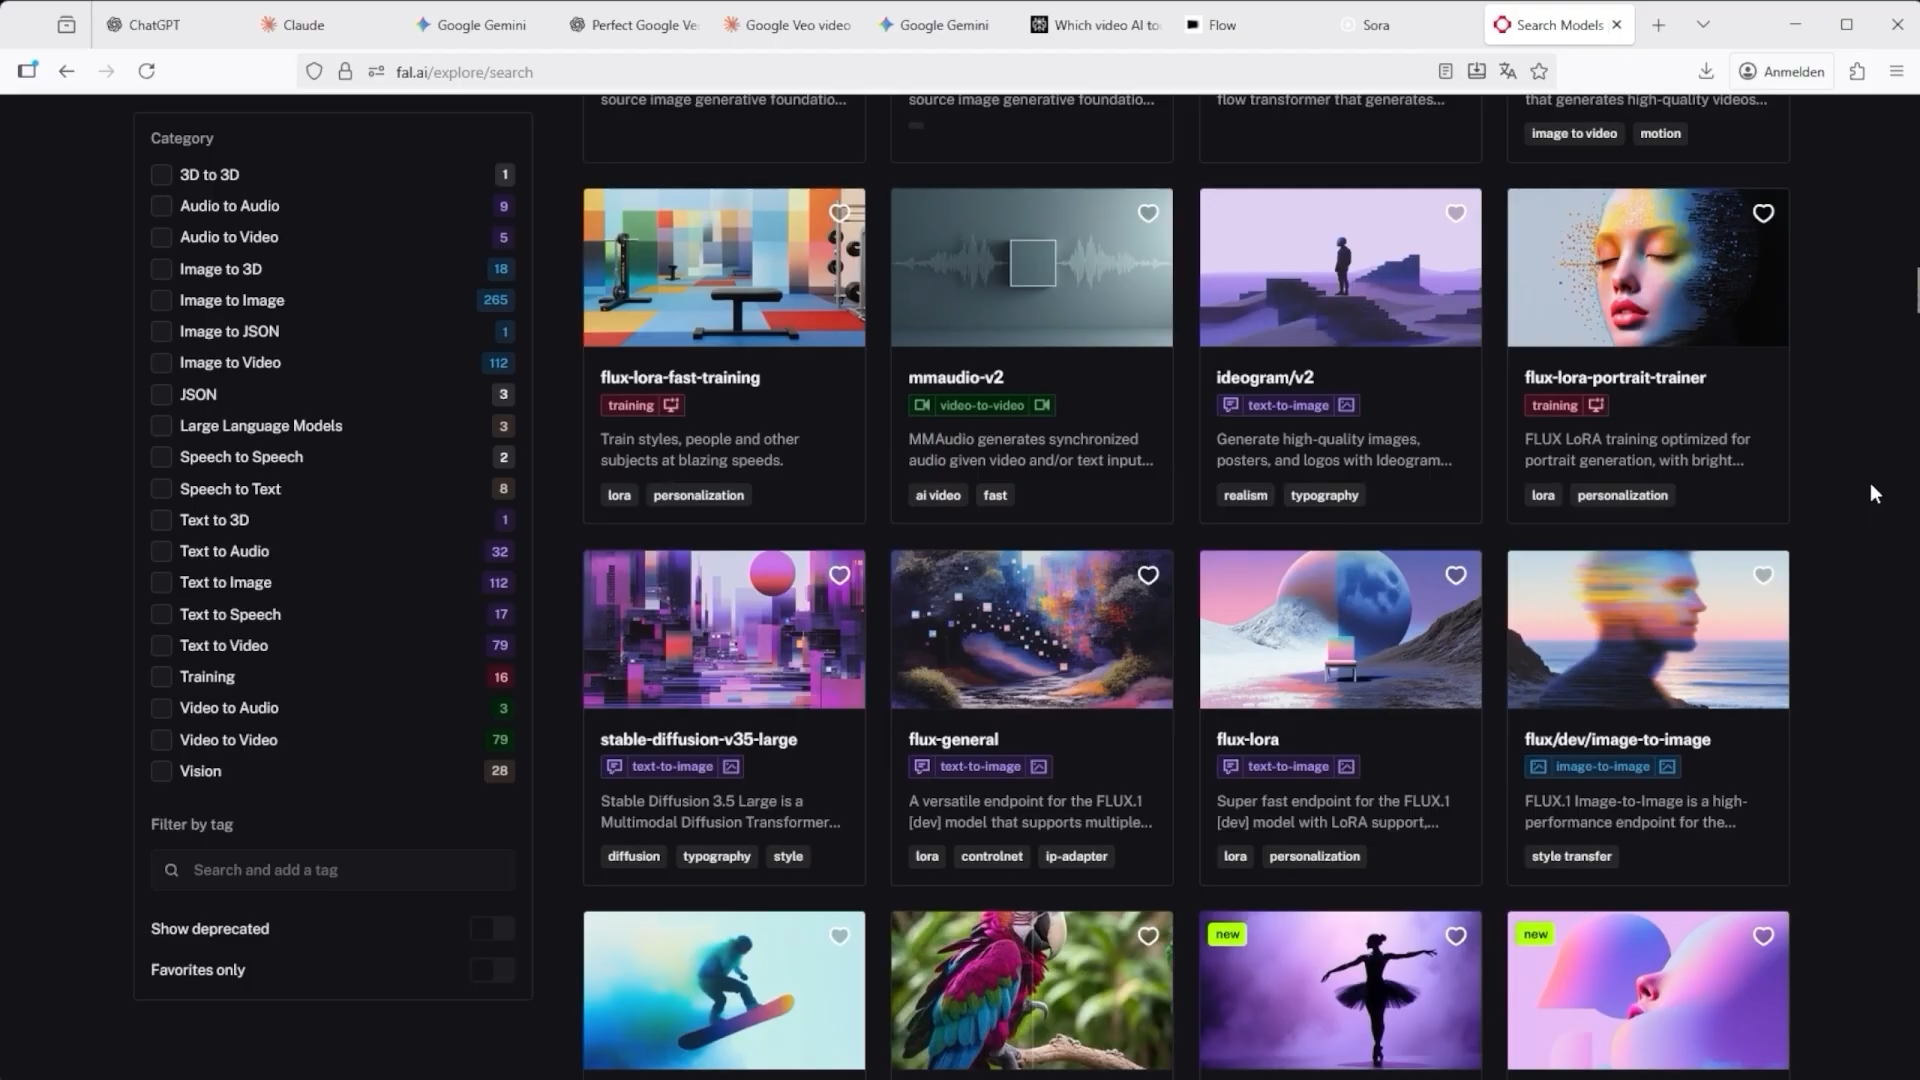 ChatGPT
Claude
Google Gemini
Perfect Google Ve
Google Veo video
Google Gemini
Which video AI to
Flow
Sora
Search Models
fal.ai/explore/search
Anmelden
Category
3D to 3D 1
Audio to Audio 9
Audio to Video 5
Image to 3D 18
Image to Image 265
Image to JSON 1
Image to Video 112
JSON 3
Large Language Models 3
Speech to Speech 2
Speech to Text 8
Text to 3D 1
Text to Audio 32
Text to Image 112
Text to Speech 17
Text to Video 79
Training 16
Video to Audio 3
Video to Video 79
Vision 28
Filter by tag
Search and add a tag
Show deprecated
Favorites only
source image generative foundatio...
source image generative foundatio...
flow transformer that generates...
that generates high-quality videos...
image to video motion
flux-lora-fast-training
training
Train styles, people and other
subjects at blazing speeds.
lora personalization
mmaudio-v2
video-to-video
MMAudio generates synchronized
audio given video and/or text input...
ai video fast
ideogram/v2
text-to-image
Generate high-quality images,
posters, and logos with Ideogram...
realism typography
flux-lora-portrait-trainer
training
FLUX LoRA training optimized for
portrait generation, with bright...
lora personalization
stable-diffusion-v35-large
text-to-image
Stable Diffusion 3.5 Large is a
Multimodal Diffusion Transformer...
diffusion typography style
flux-general
text-to-image
A versatile endpoint for the FLUX.1
[dev] model that supports multiple...
lora controlnet ip-adapter
flux-lora
text-to-image
Super fast endpoint for the FLUX.1
[dev] model with LoRA support,...
lora personalization
flux/dev/image-to-image
image-to-image
FLUX.1 Image-to-Image is a high-
performance endpoint for the...
style transfer
new
new